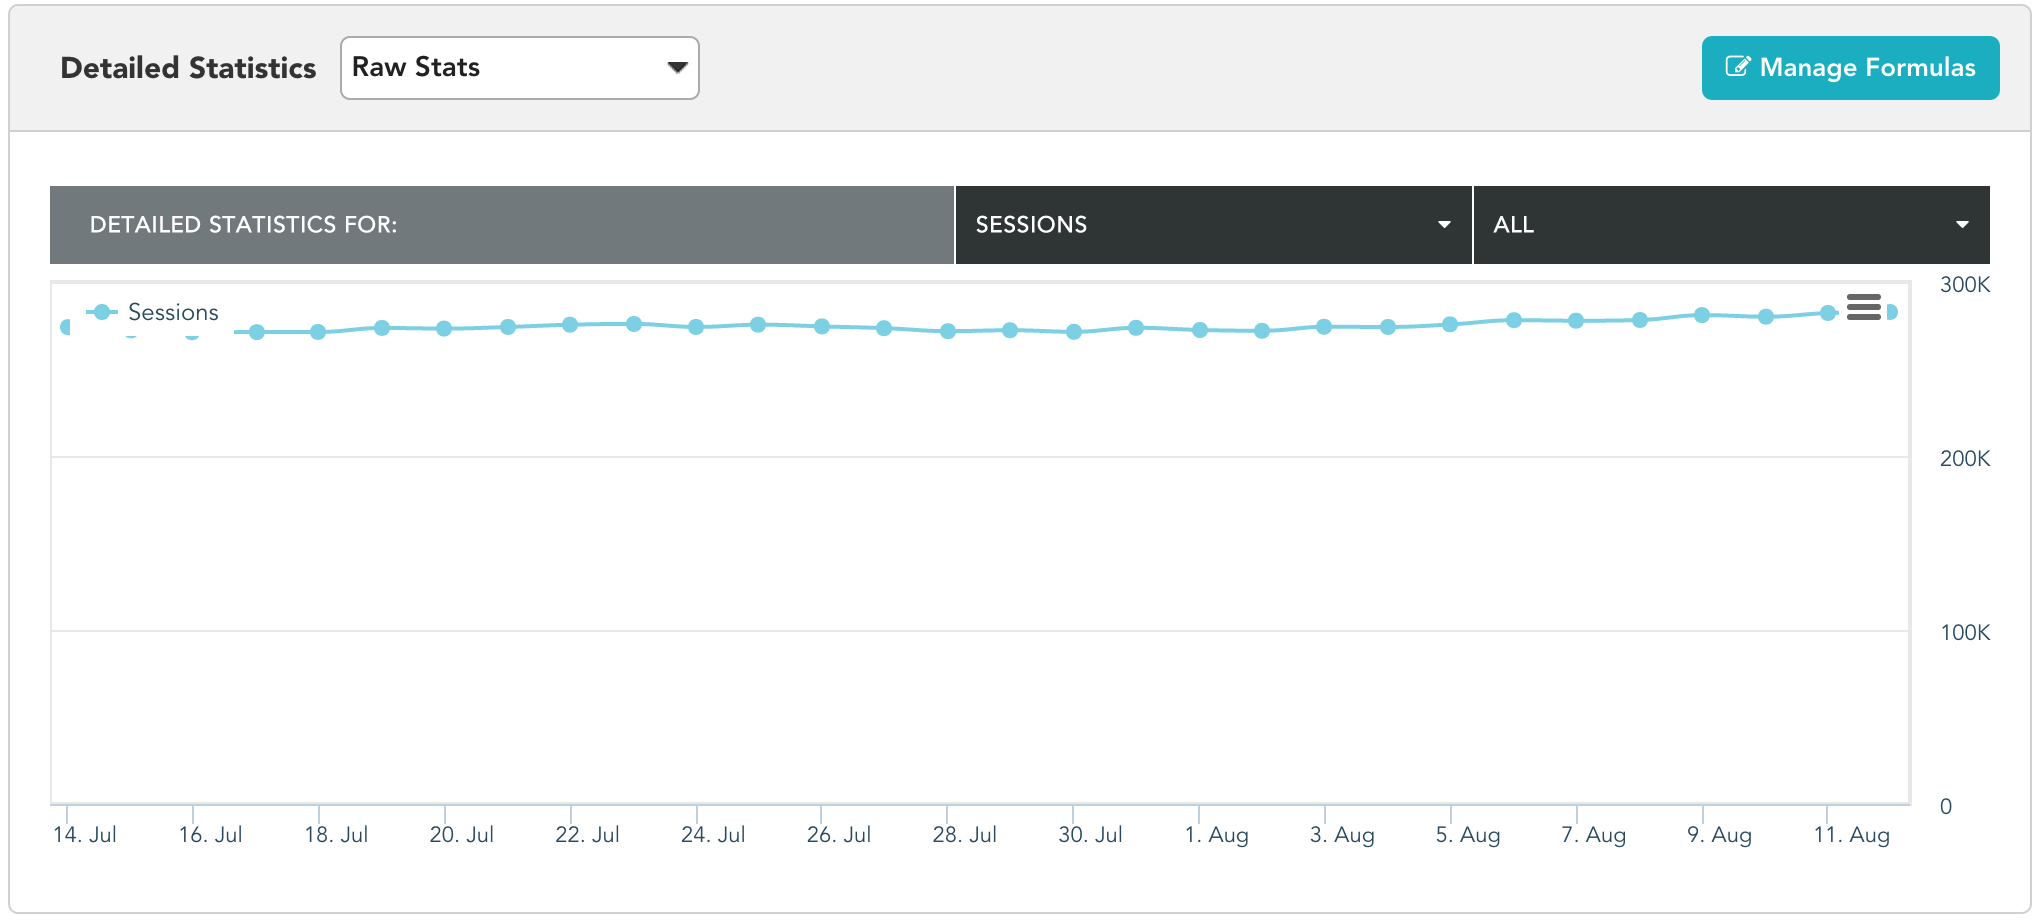 Detailed Statistics
Raw Stats
Manage Formulas
DETAILED STATISTICS FOR:
SESSIONS
ALL
Sessions
300K
200K
100K
0
14. Jul
16. Jul
18. Jul
20. Jul
22. Jul
24. Jul
26. Jul
28. Jul
30. Jul
1. Aug
3. Aug
5. Aug
7. Aug
9. Aug
11. Aug